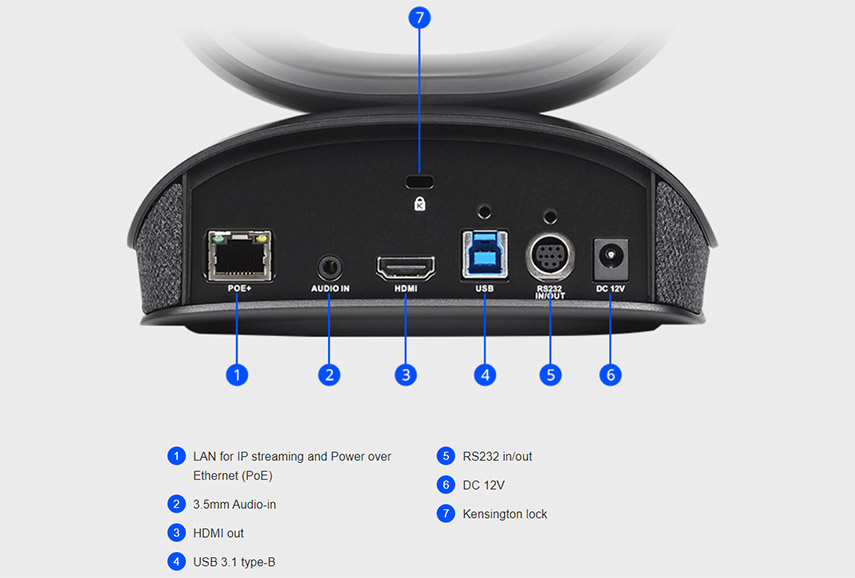 7
POE+
AUDIO IN
HDMI
USB
RS232
IN/OUT
DC 12V
1
2
3
4
5
6
1 LAN for IP streaming and Power over
Ethernet (PoE)
2 3.5mm Audio-in
3 HDMI out
4 USB 3.1 type-B
5 RS232 in/out
6 DC 12V
7 Kensington lock